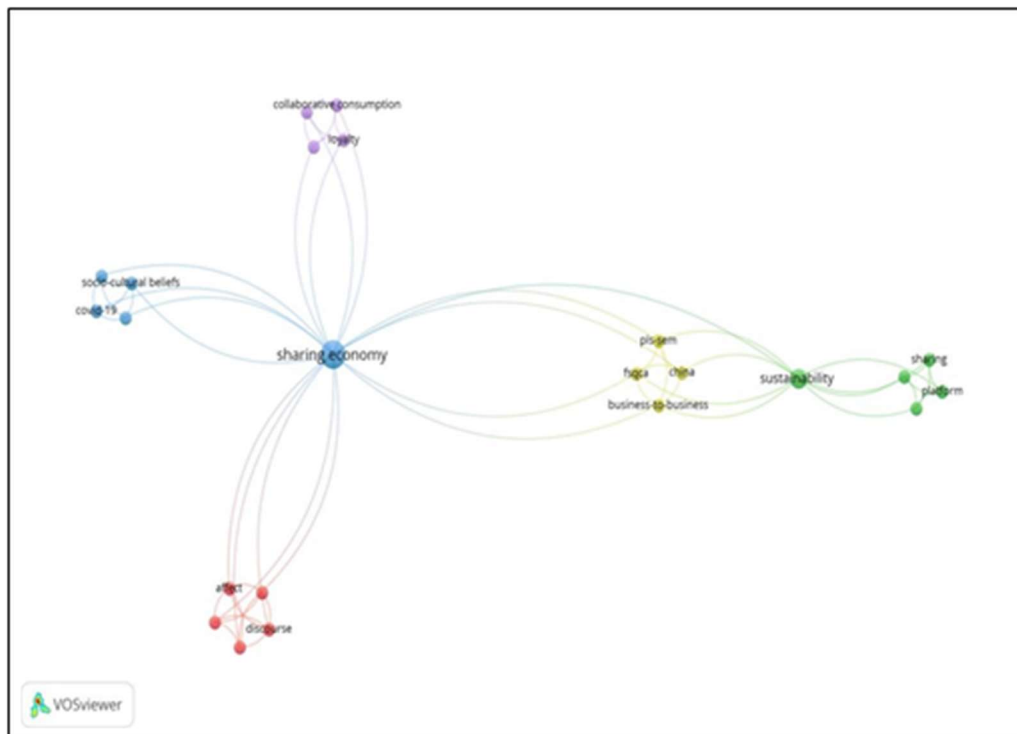 collaborative consumption
loyalty
socio-cultural beliefs
covid-19
sharing economy
pls-sem
fsqca
china
business-to-business
sustainability
sharing
platform
affect
discourse
VOSviewer